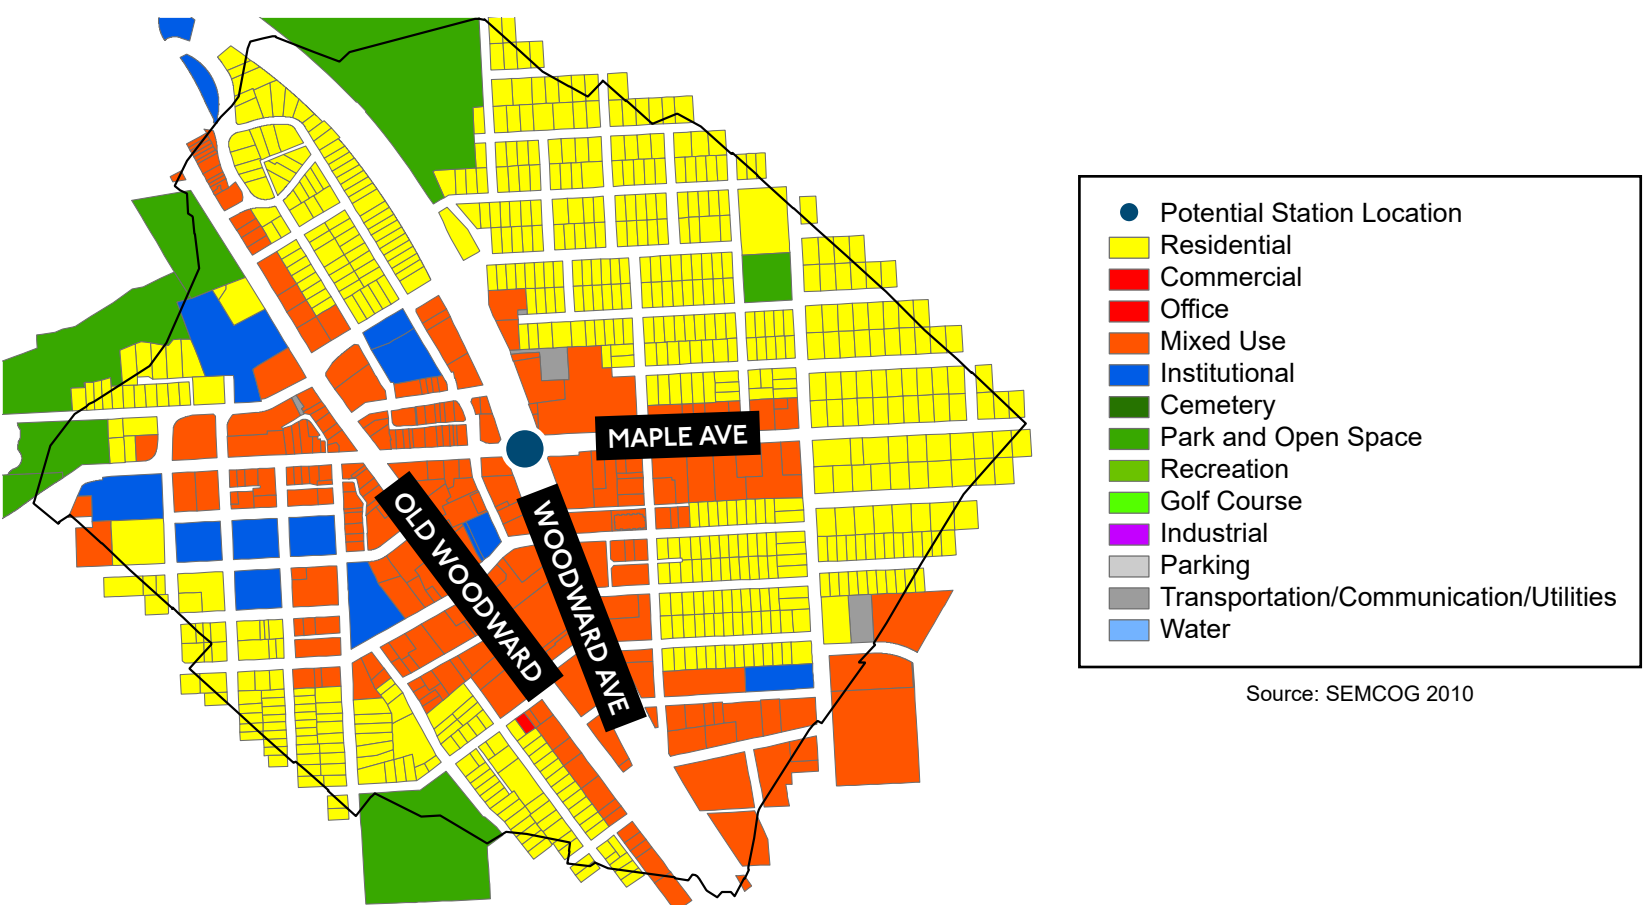 MAPLE AVE
OLD WOODWARD
WOODWARD AVE
Potential Station Location
Residential
Commercial
Office
Mixed Use
Institutional
Cemetery
Park and Open Space
Recreation
Golf Course
Industrial
Parking
Transportation/Communication/Utilities
Water
Source: SEMCOG 2010